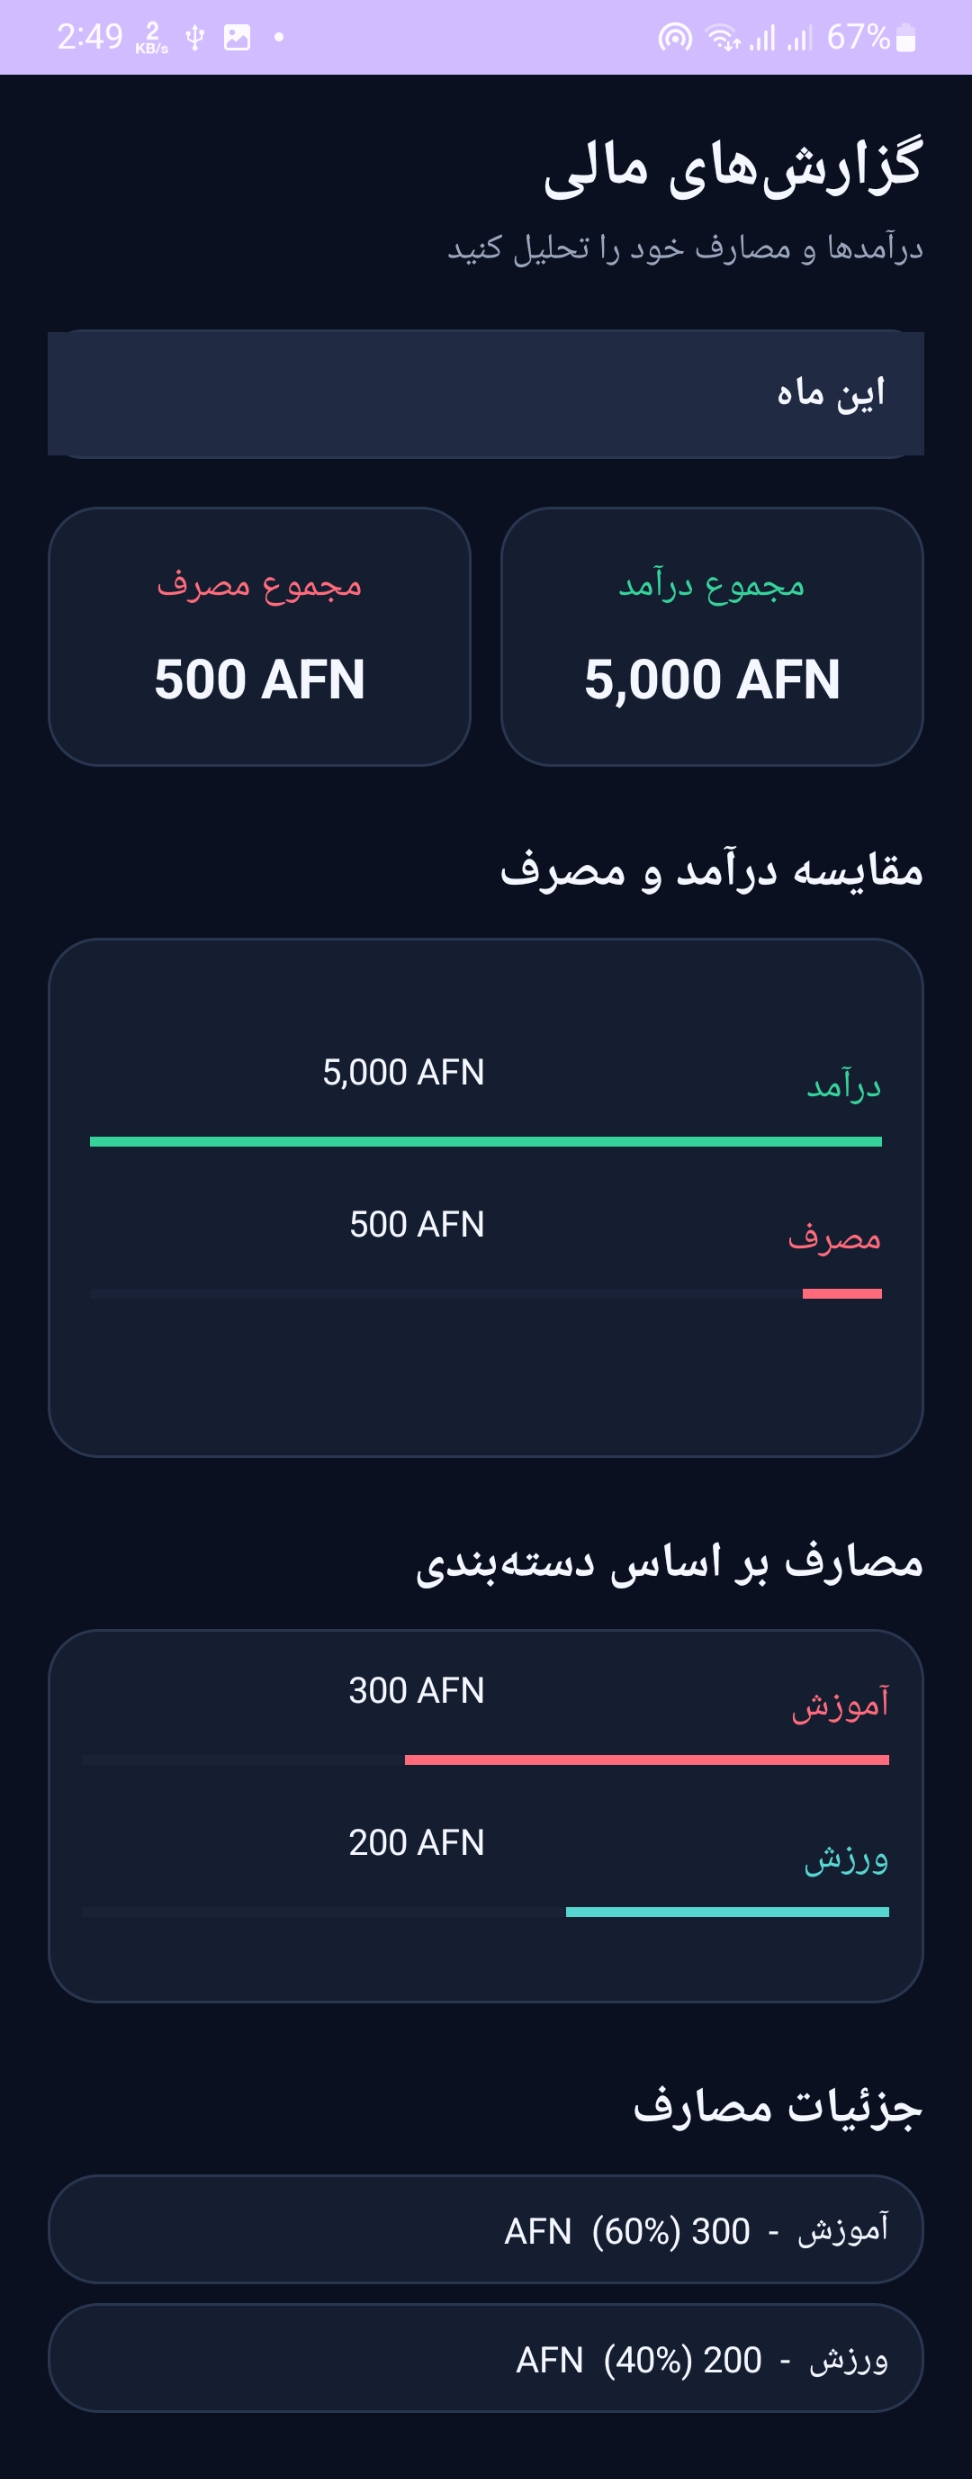 2:49 2 KB/s 67%
گزارش‌های مالی
درآمدها و مصارف خود را تحلیل کنید
این ماه
مجموع درآمد
5,000 AFN
مجموع مصرف
500 AFN
مقایسه درآمد و مصرف
درآمد 5,000 AFN
مصرف 500 AFN
مصارف بر اساس دسته‌بندی
آموزش 300 AFN
ورزش 200 AFN
جزئیات مصارف
آموزش - 300 AFN (60%)
ورزش - 200 AFN (40%)